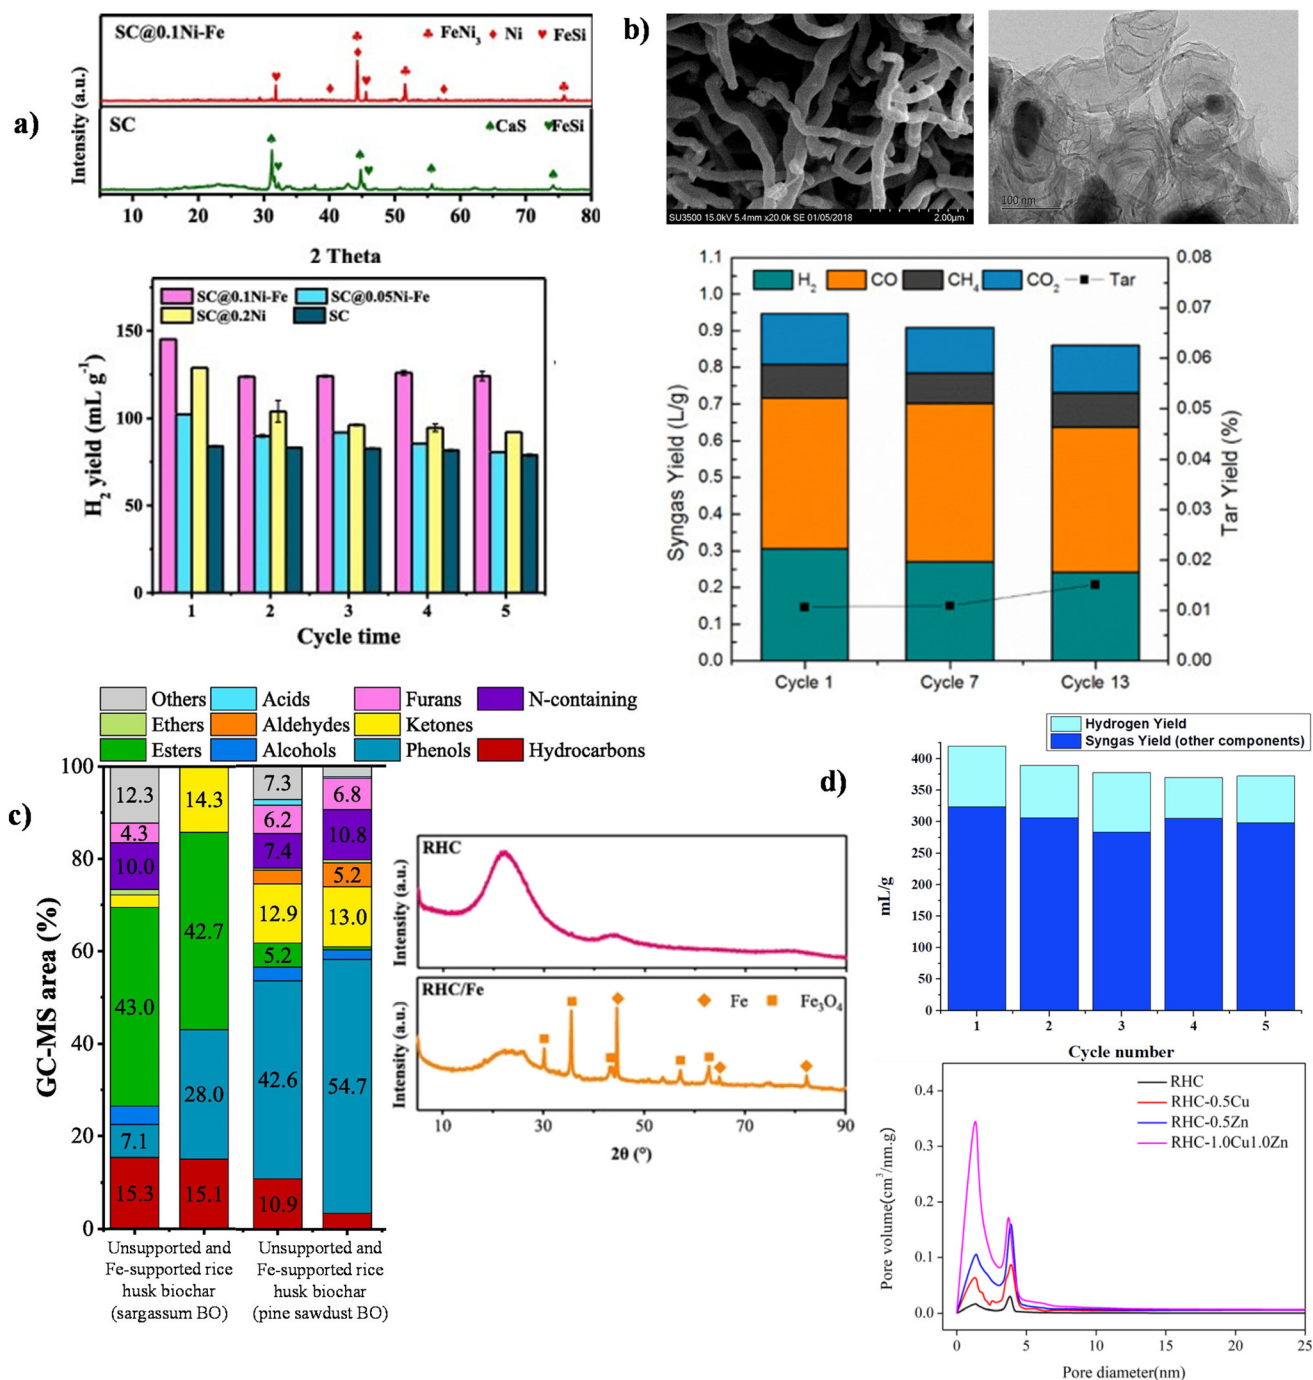 a)
SC@0.1Ni-Fe
♣ FeNi3 ♦ Ni ♥ FeSi
SC
♠CaS ♥FeSi
Intensity (a.u.)
5 10 20 30 40 50 60 70 80
2 Theta
SC@0.1Ni-Fe SC@0.05Ni-Fe
SC@0.2Ni SC
H2 yield (mL g-1)
150
100
50
0
1 2 3 4 5
Cycle time
b)
SU3500 15.0kV 5.4mm x20.0k SE 01/05/2018 2.00μm
100 nm
H2 CO CH4 CO2 Tar
Syngas Yield (L/g)
1.1
1.0
0.9
0.8
0.7
0.6
0.5
0.4
0.3
0.2
0.1
0.0
0.08
0.07
0.06
0.05
0.04
0.03
0.02
0.01
0.00
Tar Yield (%)
Cycle 1 Cycle 7 Cycle 13
c)
Others Acids Furans N-containing
Ethers Aldehydes Ketones
Esters Alcohols Phenols Hydrocarbons
GC-MS area (%)
100
80
60
40
20
0
12.3
4.3
10.0
43.0
7.1
15.3
14.3
42.7
28.0
15.1
7.3
6.2
7.4
12.9
5.2
42.6
10.9
6.8
10.8
5.2
13.0
54.7
Unsupported and
Fe-supported rice
husk biochar
(sargassum BO)
Unsupported and
Fe-supported rice
husk biochar
(pine sawdust BO)
RHC
Intensity (a.u.)
RHC/Fe
Fe Fe3O4
Intensity (a.u.)
10 30 50 70 90
2θ (°)
d)
Hydrogen Yield
Syngas Yield (other components)
mL/g
400
350
300
250
200
150
100
50
0
1 2 3 4 5
Cycle number
RHC
RHC-0.5Cu
RHC-0.5Zn
RHC-1.0Cu1.0Zn
Pore volume(cm3/nm.g)
0.4
0.3
0.2
0.1
0.0
0 5 10 15 20 25
Pore diameter(nm)